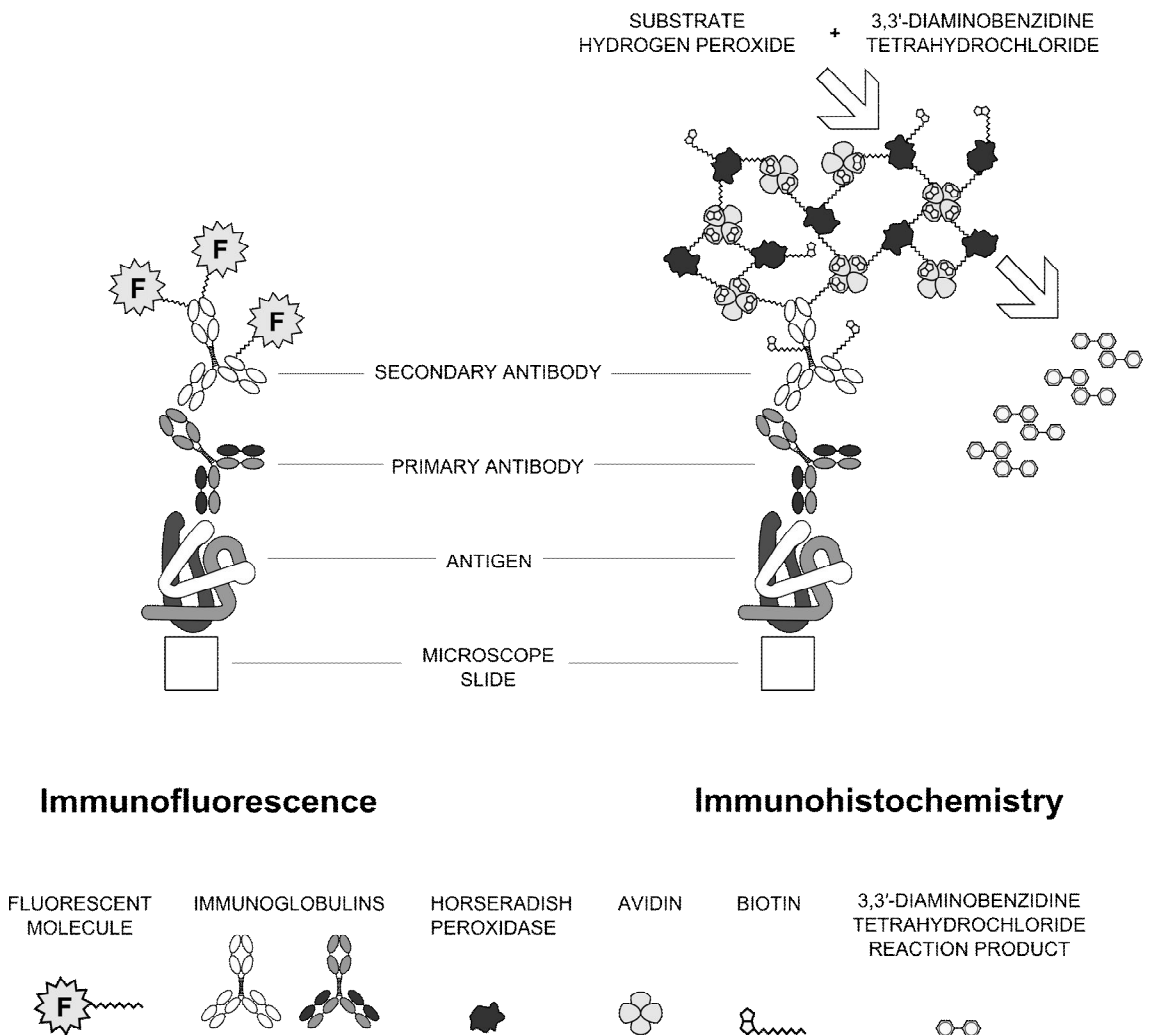 SUBSTRATE
HYDROGEN PEROXIDE
+
3,3'-DIAMINOBENZIDINE
TETRAHYDROCHLORIDE
F
F
F
SECONDARY ANTIBODY
PRIMARY ANTIBODY
ANTIGEN
MICROSCOPE
SLIDE
Immunofluorescence
Immunohistochemistry
FLUORESCENT
MOLECULE
IMMUNOGLOBULINS
HORSERADISH
PEROXIDASE
AVIDIN
BIOTIN
3,3'-DIAMINOBENZIDINE
TETRAHYDROCHLORIDE
REACTION PRODUCT
F